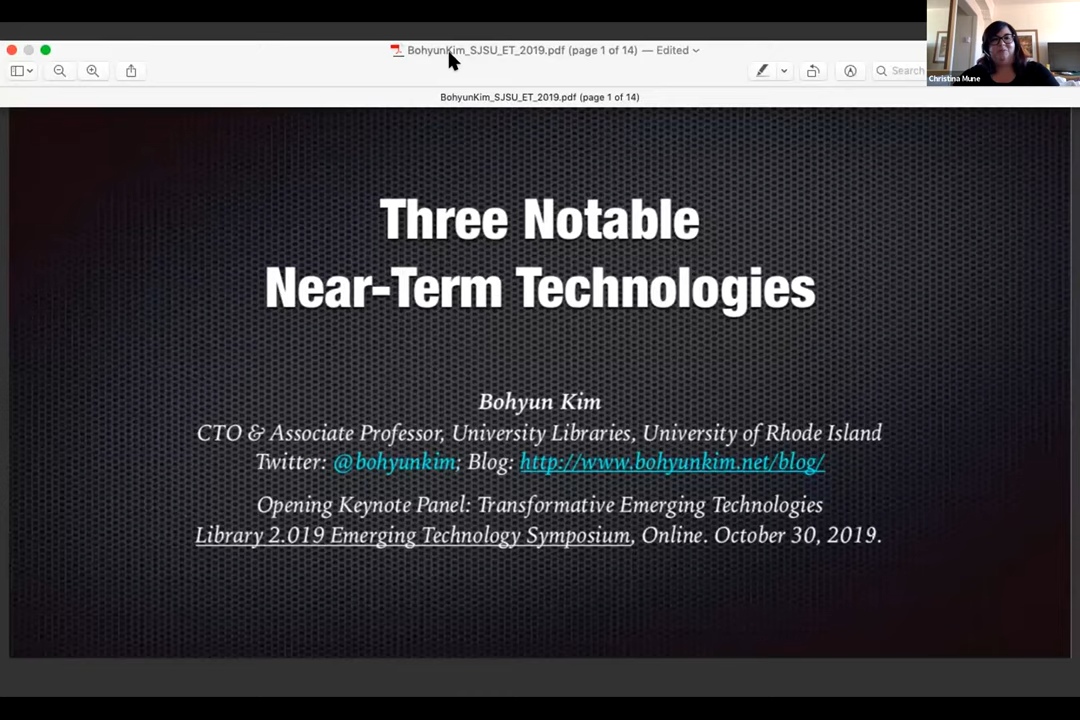 BohyunKim_SJSU_ET_2019.pdf (page 1 of 14) — Edited
Search
Christina Mune
BohyunKim_SJSU_ET_2019.pdf (page 1 of 14)
Three Notable
Near-Term Technologies
Bohyun Kim
CTO & Associate Professor, University Libraries, University of Rhode Island
Twitter: @bohyunkim; Blog: http://www.bohyunkim.net/blog/
Opening Keynote Panel: Transformative Emerging Technologies
Library 2.019 Emerging Technology Symposium, Online. October 30, 2019.